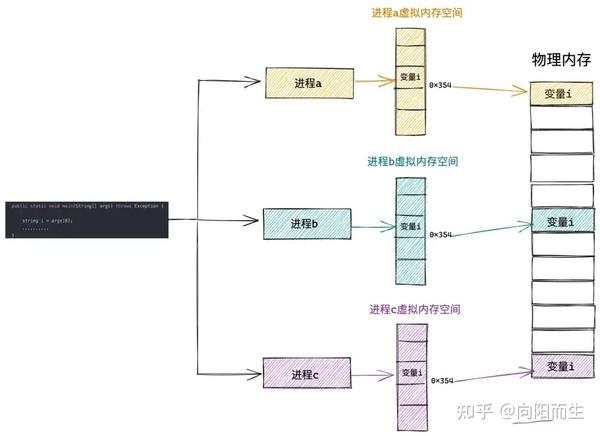 进程a虚拟内存空间
物理内存
进程a
变量i
0×354
变量i
进程b虚拟内存空间
public static void main(String[] args) throws Exception {
string i = args[0];
..........
}
进程b
变量i
0×354
变量i
进程c虚拟内存空间
进程c
变量i
0×354
变量i
知乎 @向阳而生